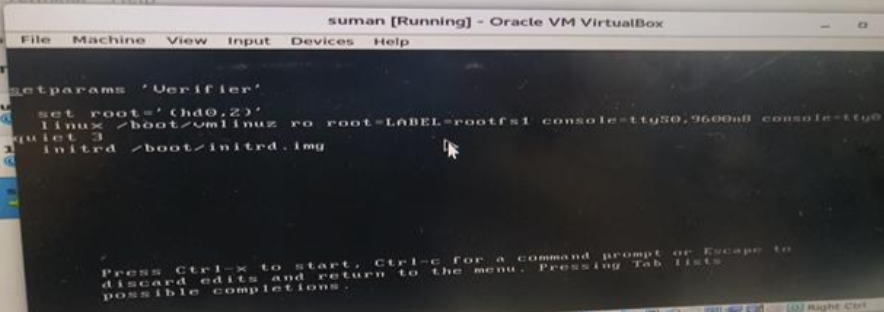 suman [Running] - Oracle VM VirtualBox
File Machine View Input Devices Help
setparams 'Verifier'
set root='(hd0,2)'
linux /boot/vmlinuz ro root=LABEL=rootfs1 console=ttyS0,9600n8 console=tty0
quiet 3
initrd /boot/initrd.img
Press Ctrl-x to start, Ctrl-c for a command prompt or Escape to
discard edits and return to the menu. Pressing Tab lists
possible completions.
Right Ctrl